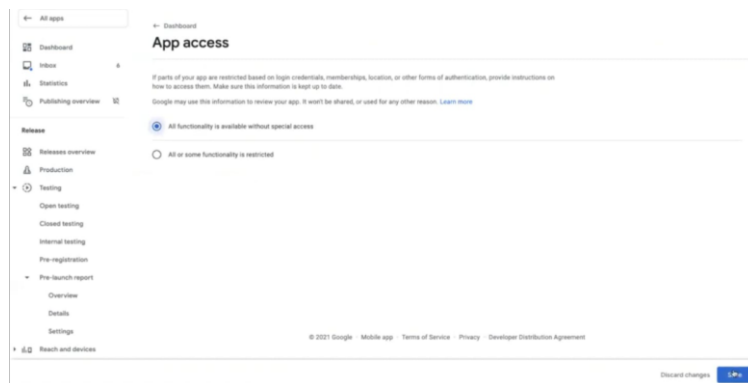 All apps
Dashboard
Inbox
6
Statistics
Publishing overview
Release
Releases overview
Production
Testing
Open testing
Closed testing
Internal testing
Pre-registration
Pre-launch report
Overview
Details
Settings
Reach and devices
Dashboard
App access
If parts of your app are restricted based on login credentials, memberships, location, or other forms of authentication, provide instructions on
how to access them. Make sure this information is kept up to date.
Google may use this information to review your app. It won't be shared, or used for any other reason. Learn more
All functionality is available without special access
All or some functionality is restricted
© 2021 Google · Mobile app · Terms of Service · Privacy · Developer Distribution Agreement
Discard changes
Save